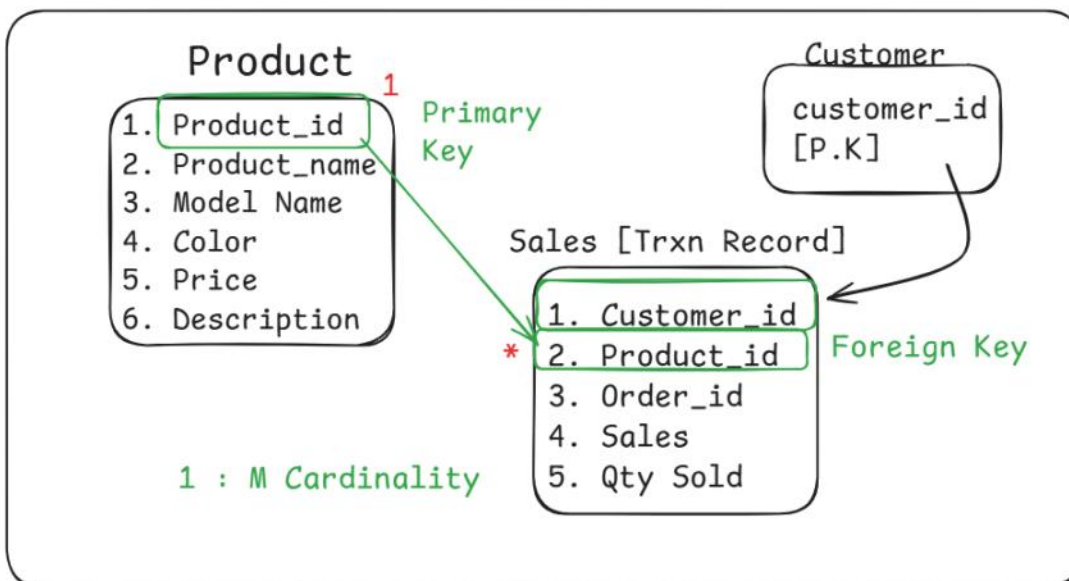 Product
1
1. Product_id
2. Product_name
3. Model Name
4. Color
5. Price
6. Description
Primary
Key
Customer
customer_id
[P.K]
Sales [Trxn Record]
1. Customer_id
* 2. Product_id
3. Order_id
4. Sales
5. Qty Sold
Foreign Key
1 : M Cardinality